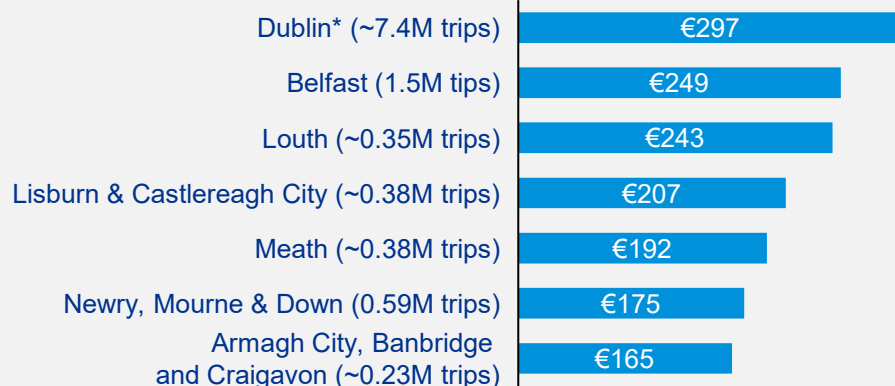 Dublin* (~7.4M trips) €297
Belfast (1.5M tips) €249
Louth (~0.35M trips) €243
Lisburn & Castlereagh City (~0.38M trips) €207
Meath (~0.38M trips) €192
Newry, Mourne & Down (0.59M trips) €175
Armagh City, Banbridge
and Craigavon (~0.23M trips) €165